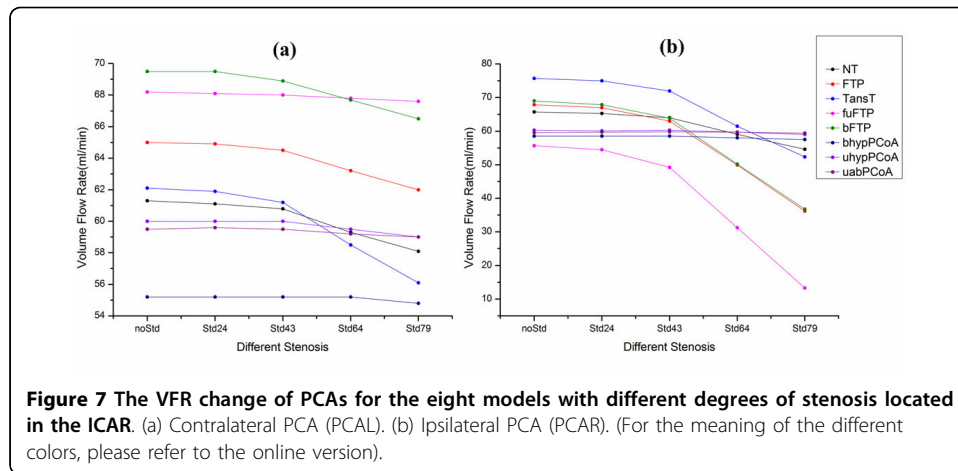 (a)
(b)
Volume Flow Rate(ml/min)
70
68
66
64
62
60
58
56
54
noStd
Std24
Std43
Std64
Std79
Different Stenosis
Volume Flow Rate(ml/min)
80
70
60
50
40
30
20
10
noStd
Std24
Std43
Std64
Std79
Different Stenosis
NT
FTP
TansT
fuFTP
bFTP
bhypPCoA
uhypPCoA
uabPCoA
Figure 7 The VFR change of PCAs for the eight models with different degrees of stenosis located
in the ICAR. (a) Contralateral PCA (PCAL). (b) Ipsilateral PCA (PCAR). (For the meaning of the different
colors, please refer to the online version).